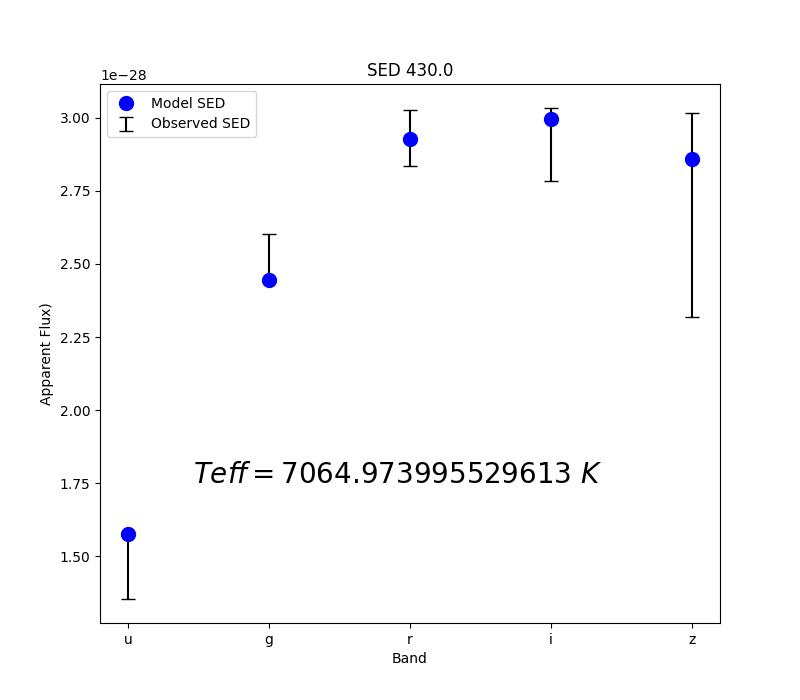 SED 430.0
1e−28
Model SED
Observed SED
3.00
2.75
2.50
2.25
2.00
1.75
1.50
Apparent Flux)
Teff = 7064.973995529613 K
u g r i z
Band